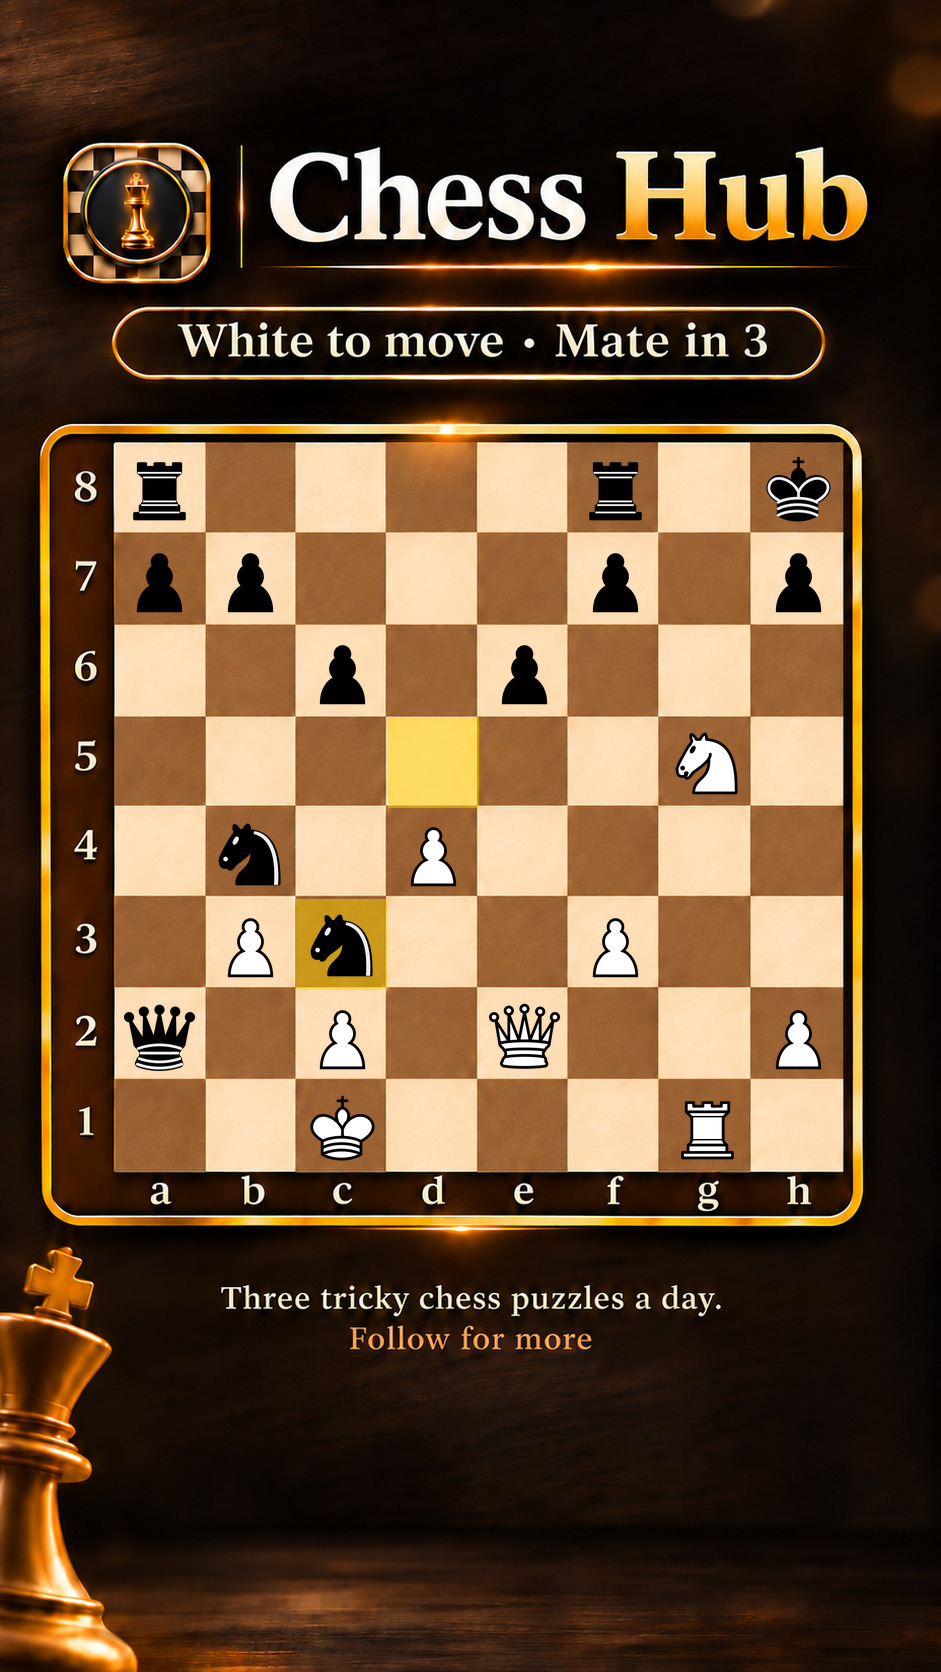 Chess Hub
White to move • Mate in 3
8
7
6
5
4
3
2
1
a b c d e f g h
Three tricky chess puzzles a day.
Follow for more